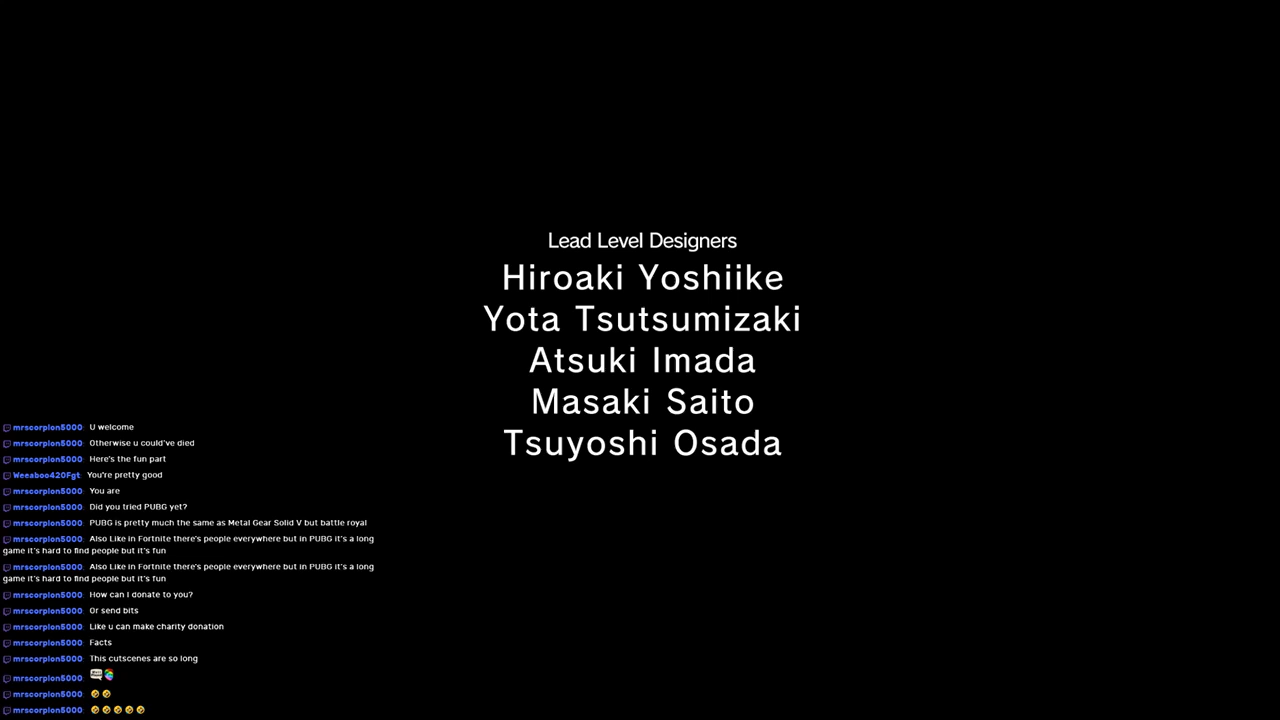 Lead Level Designers
Hiroaki Yoshiike
Yota Tsutsumizaki
Atsuki Imada
Masaki Saito
Tsuyoshi Osada
mrscorpion5000: U welcome
mrscorpion5000: Otherwise u could've died
mrscorpion5000: Here's the fun part
Weeaboo420Fgt: You're pretty good
mrscorpion5000: You are
mrscorpion5000: Did you tried PUBG yet?
mrscorpion5000: PUBG is pretty much the same as Metal Gear Solid V but battle royal
mrscorpion5000: Also Like in Fortnite there's people everywhere but in PUBG it's a long
game it's hard to find people but it's fun
mrscorpion5000: Also Like in Fortnite there's people everywhere but in PUBG it's a long
game it's hard to find people but it's fun
mrscorpion5000: How can I donate to you?
mrscorpion5000: Or send bits
mrscorpion5000: Like u can make charity donation
mrscorpion5000: Facts
mrscorpion5000: This cutscenes are so long
mrscorpion5000:
mrscorpion5000:
mrscorpion5000: